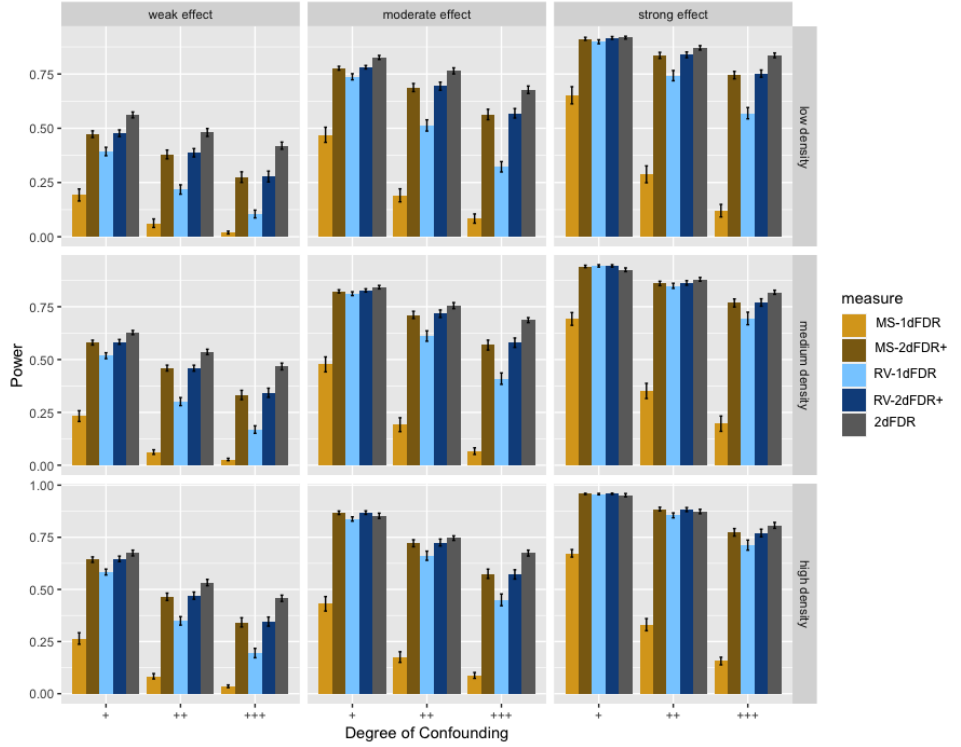 weak effect
moderate effect
strong effect
0.75
0.50
0.25
0.00
low density
0.75
0.50
0.25
0.00
medium density
1.00
0.75
0.50
0.25
0.00
high density
+
++
+++
+
++
+++
+
++
+++
Power
Degree of Confounding
measure
MS-1dFDR
MS-2dFDR+
RV-1dFDR
RV-2dFDR+
2dFDR